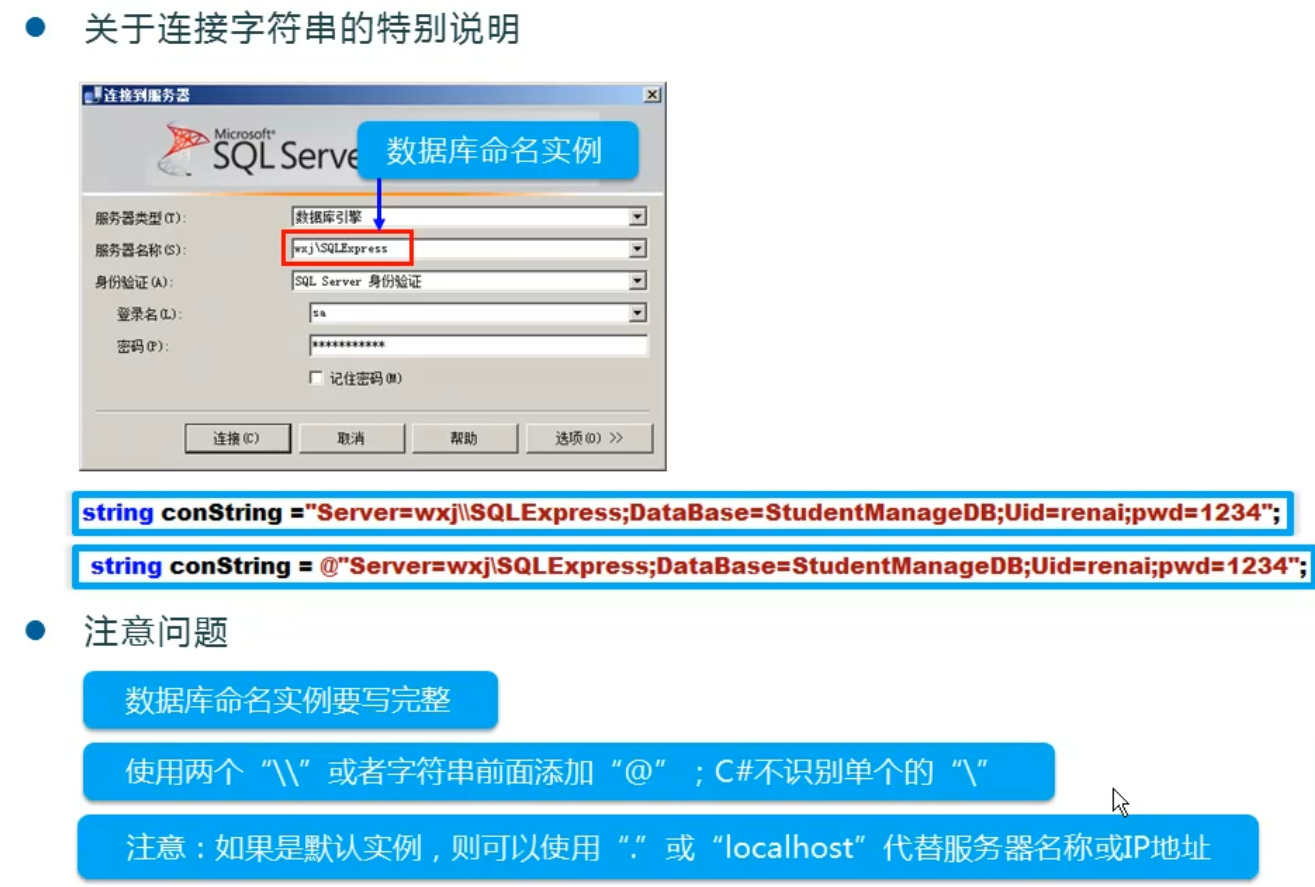 关于连接字符串的特别说明
连接到服务器
Microsoft®
SQL Serve
数据库命名实例
服务器类型(T): 数据库引擎
服务器名称(S): wxj\SQLExpress
身份验证(A): SQL Server 身份验证
登录名(L): sa
密码(P): ***********
记住密码(M)
连接(C) 取消 帮助 选项(O) >>
string conString ="Server=wxj\\SQLExpress;DataBase=StudentManageDB;Uid=renai;pwd=1234";
string conString = @"Server=wxj\SQLExpress;DataBase=StudentManageDB;Uid=renai;pwd=1234";
注意问题
数据库命名实例要写完整
使用两个“\\”或者字符串前面添加“@” ；C#不识别单个的“\”
注意：如果是默认实例，则可以使用“.”或“localhost”代替服务器名称或IP地址